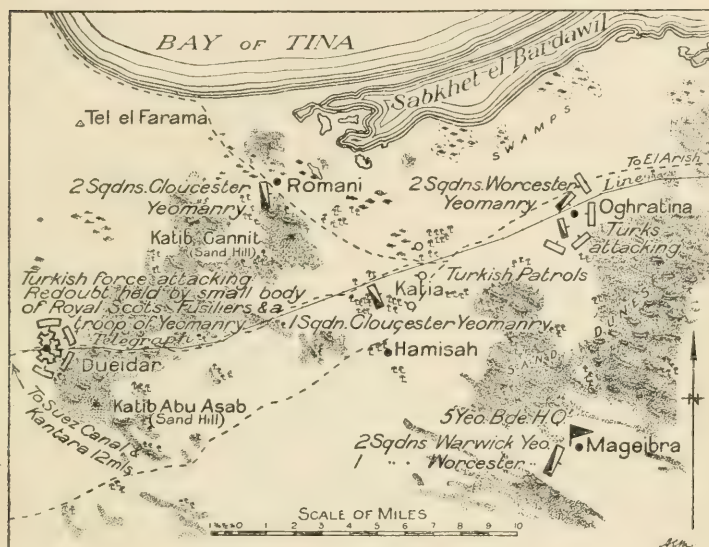 BAY OF TINA
Sabkhet-el-Bardawil
Tel el Farama
SWAMPS
To El Arish
2 Sqdns. Gloucester
Yeomanry
Romani
2 Sqdns. Worcester
Yeomanry
Line
Oghratina
Turks
attacking
Katib Gannit
(Sand Hill)
Turkish force attacking
Redoubt held by small body
of Royal Scots Fusiliers & a
troop of Yeomanry
Telegraph
Turkish Patrols
Katia
1 Sqdn. Gloucester Yeomanry
Dueidar
Hamisah
SAND
DUNES
To Suez Canal &
Kantara 12 mls.
Katib Abu Asab
(Sand Hill)
5 Yeo. Bde. H.Q.
2 Sqdns Warwick Yeo.
1 " " Worcester "
Mageibra
N
SCALE OF MILES
1 0 1 2 3 4 5 6 7 8 9 10